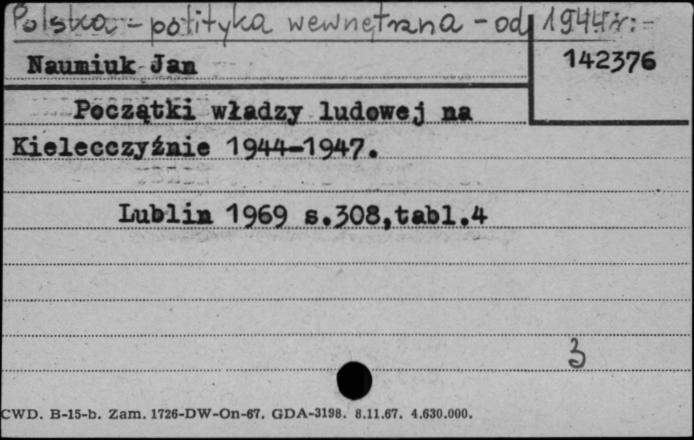 Polska - polityka wewnętrzna - od 1944 r. -
Naumiuk Jan
142376
Początki władzy ludowej na
Kielecczyźnie 1944-1947.
Lublin 1969 s.308,tabl.4
3
CWD. B-15-b. Zam. 1726-DW-On-67. GDA-3198. 8.11.67. 4.630.000.